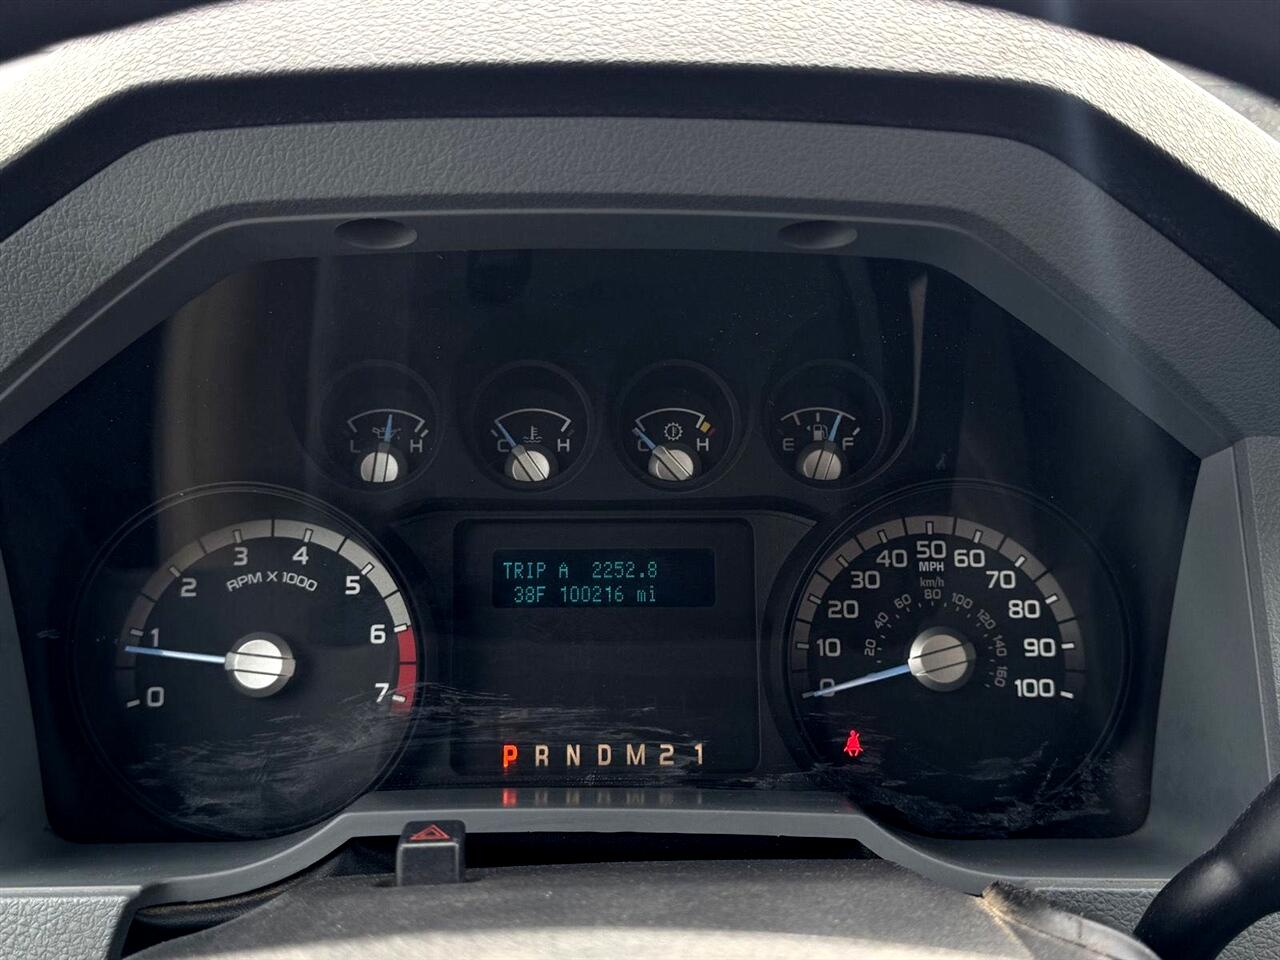 L H
C H
C H
E F
0 1 2 3 4 5 6 7
RPM X 1000
TRIP A 2252.8
38F 100216 mi
P R N D M 2 1
0 10 20 30 40 50 60 70 80 90 100
MPH
km/h
20 40 60 80 100 120 140 160